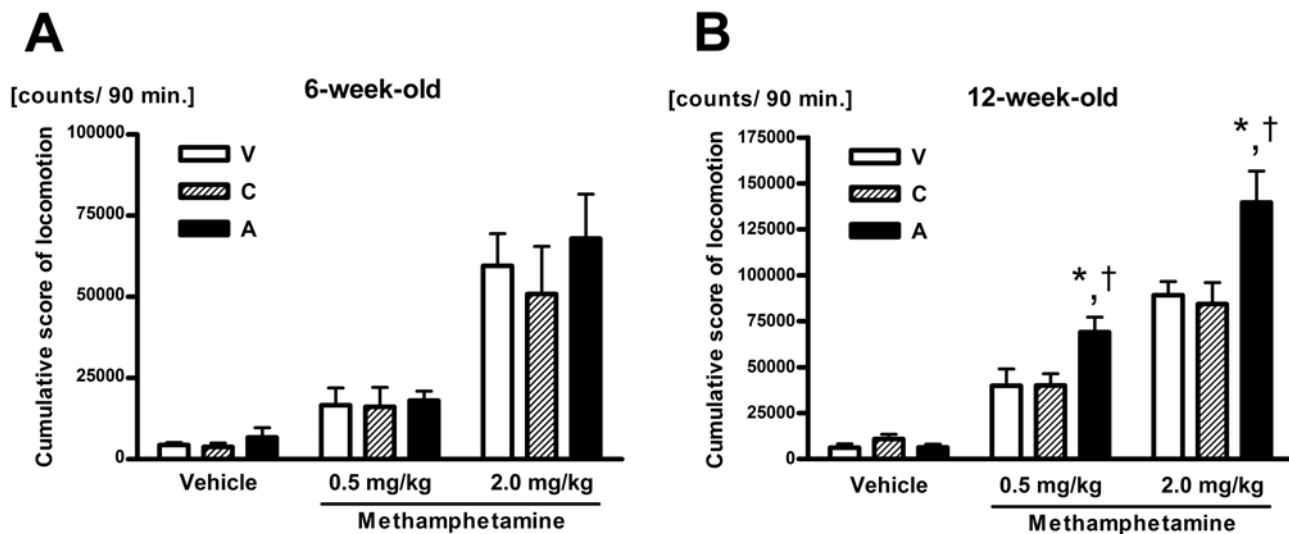 A
[counts/ 90 min.]
6-week-old
Cumulative score of locomotion
100000
75000
50000
25000
0
V
C
A
Vehicle
0.5 mg/kg
2.0 mg/kg
Methamphetamine
B
[counts/ 90 min.]
12-week-old
Cumulative score of locomotion
175000
150000
125000
100000
75000
50000
25000
0
V
C
A
*,†
*,†
Vehicle
0.5 mg/kg
2.0 mg/kg
Methamphetamine